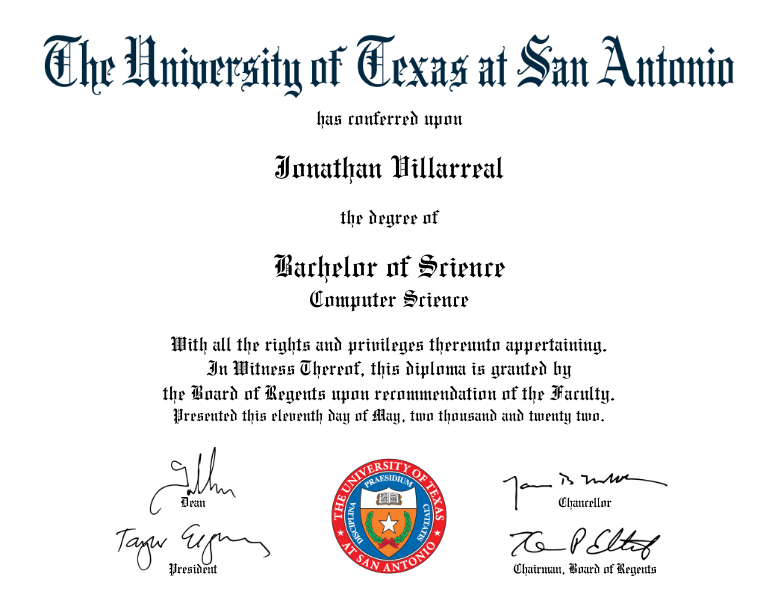 The University of Texas at San Antonio
has conferred upon
Jonathan Villarreal
the degree of
Bachelor of Science
Computer Science
With all the rights and privileges thereunto appertaining.
In Witness Thereof, this diploma is granted by
the Board of Regents upon recommendation of the Faculty.
Presented this eleventh day of May, two thousand and twenty two.
Dean
THE UNIVERSITY OF TEXAS
AT SAN ANTONIO
PRAESIDIUM
DISCIPLINA
CIVITATIS
Chancellor
President
Chairman, Board of Regents